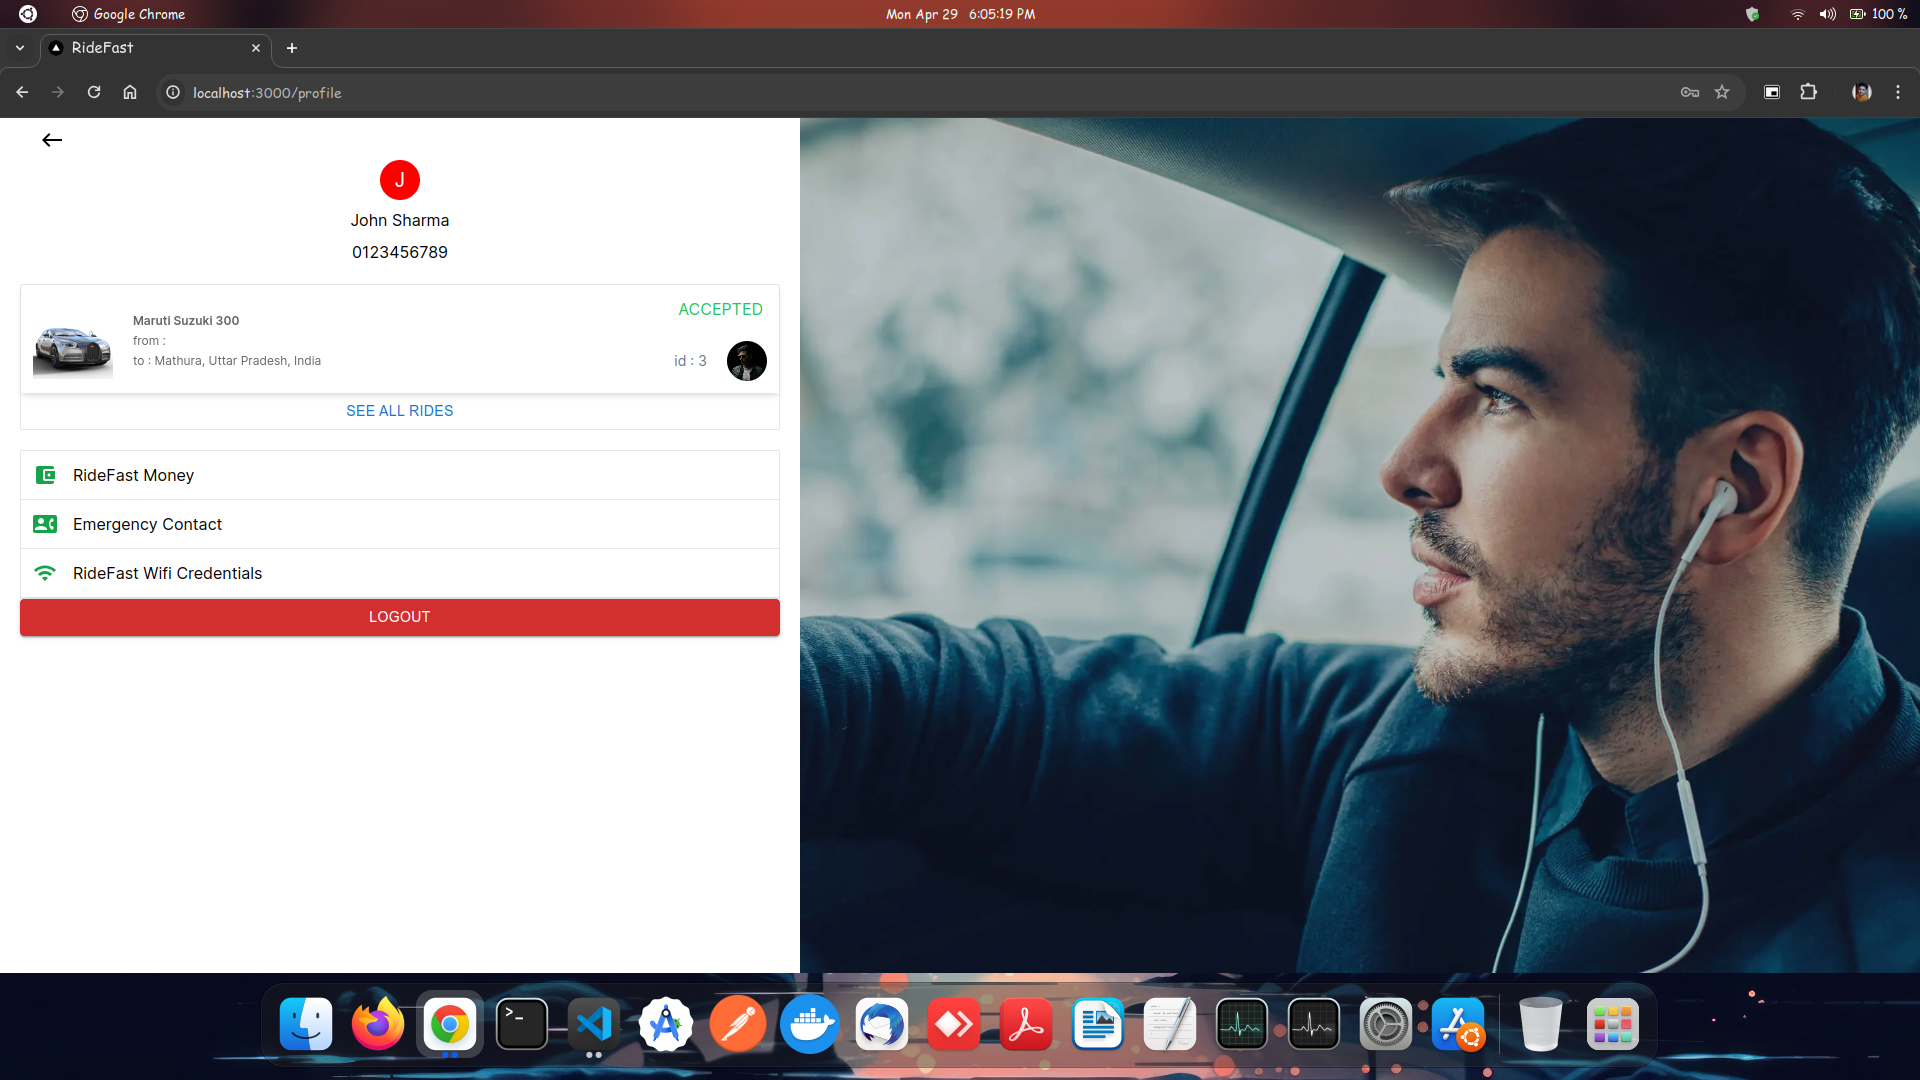 Google Chrome
Mon Apr 29 6:05:19 PM
100 %
RideFast
localhost:3000/profile
J
John Sharma
0123456789
ACCEPTED
Maruti Suzuki 300
from :
to : Mathura, Uttar Pradesh, India
id : 3
SEE ALL RIDES
RideFast Money
Emergency Contact
RideFast Wifi Credentials
LOGOUT